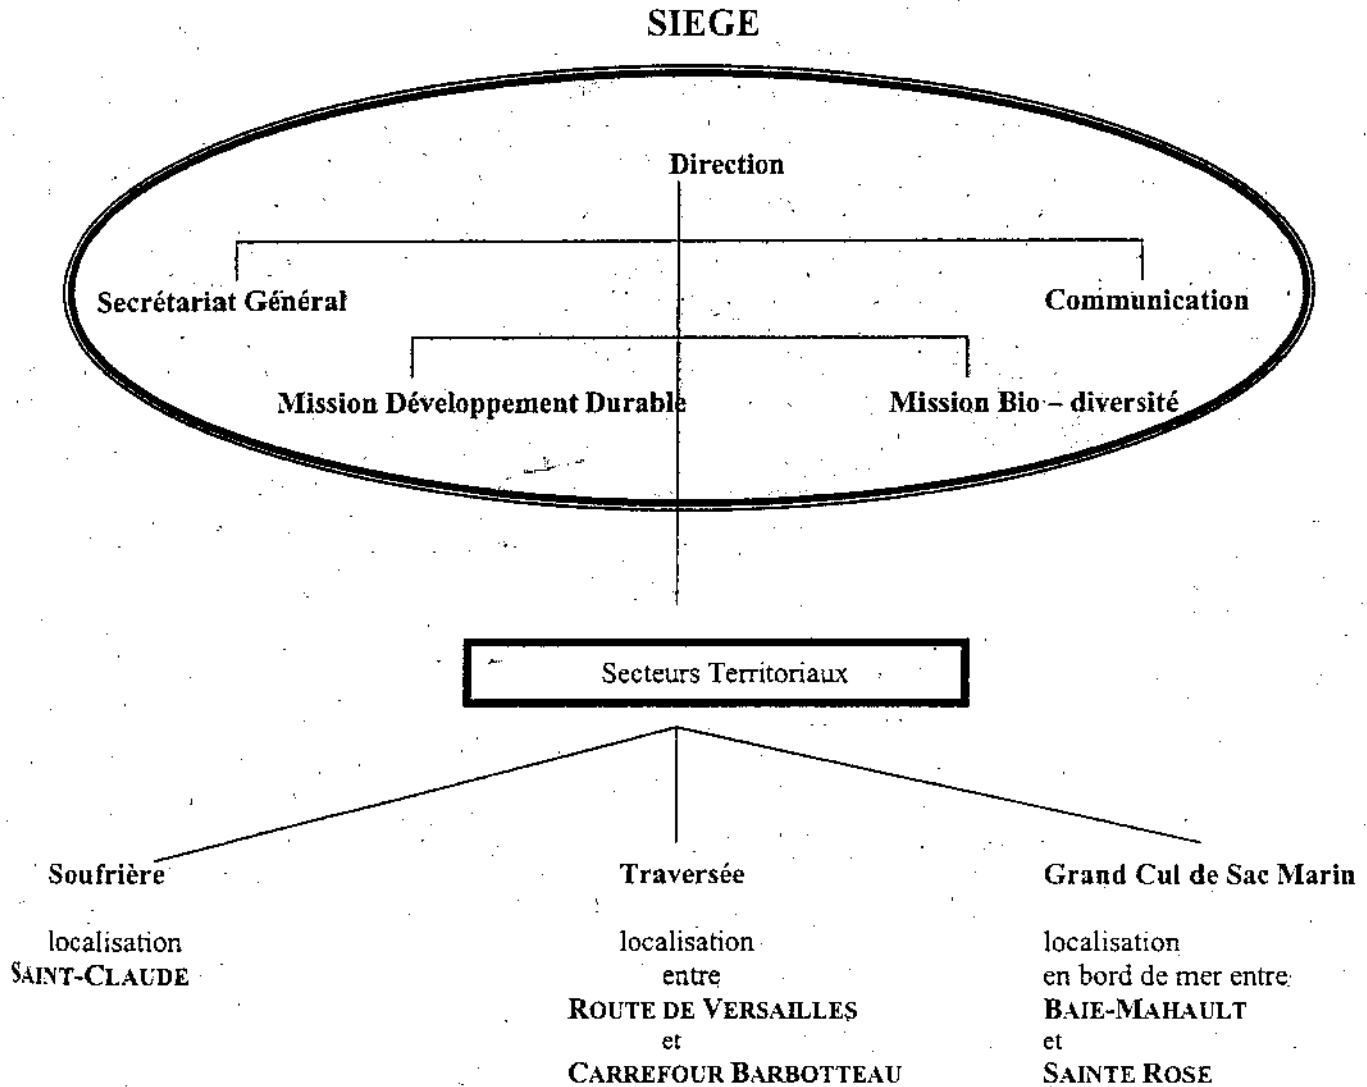 SIEGE
Direction
Secrétariat Général
Communication
Mission Développement Durable
Mission Bio – diversité
Secteurs Territoriaux
Soufrière
localisation
SAINT-CLAUDE
Traversée
localisation
entre
ROUTE DE VERSAILLES
et
CARREFOUR BARBOTTEAU
Grand Cul de Sac Marin
localisation
en bord de mer entre
BAIE-MAHAULT
et
SAINTE ROSE